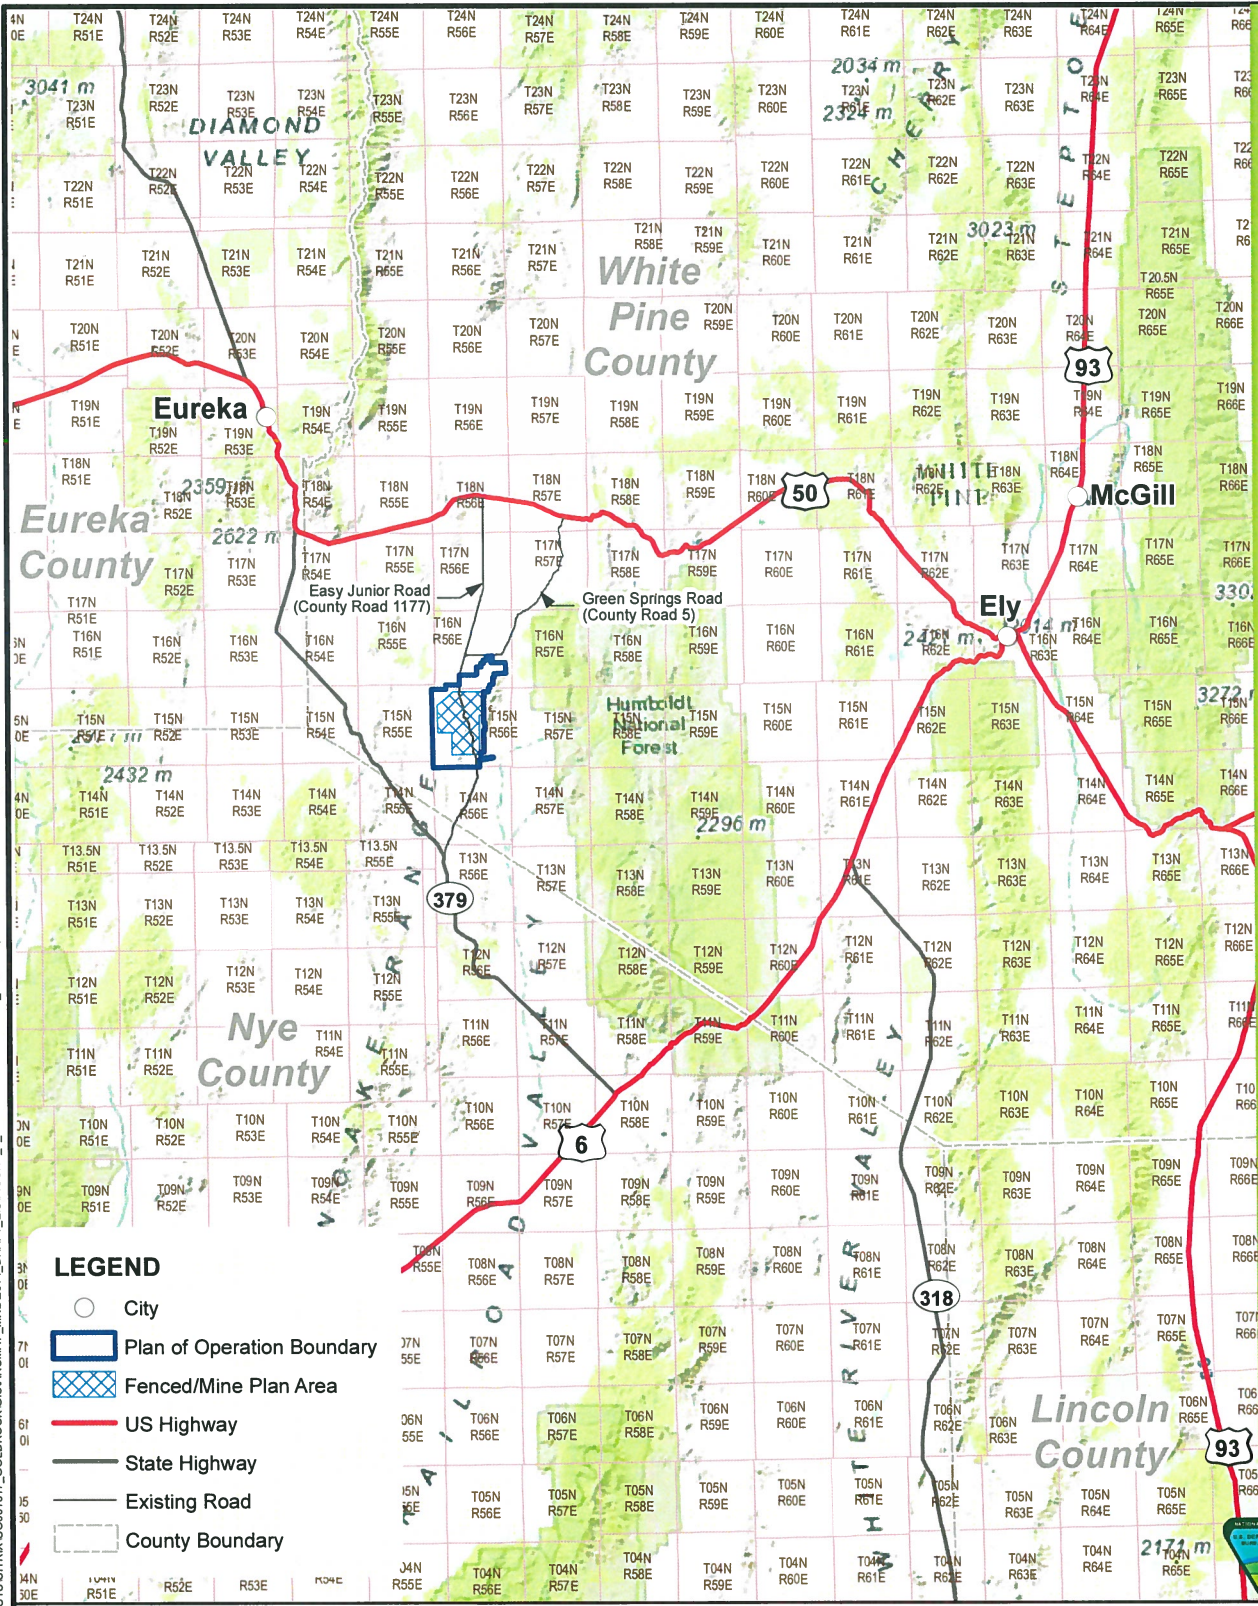 T24N R51E
T24N R52E
T24N R53E
T24N R54E
T24N R55E
T24N R56E
T24N R57E
T24N R58E
T24N R59E
T24N R60E
T24N R61E
T24N R62E
T24N R63E
T24N R64E
T24N R65E
3041 m
2034 m
2324 m
DIAMOND
VALLEY
CHERRY
STEPTOE
T23N R51E
T23N R52E
T23N R53E
T23N R54E
T23N R55E
T23N R56E
T23N R57E
T23N R58E
T23N R59E
T23N R60E
T23N R61E
T23N R62E
T23N R63E
T23N R64E
T23N R65E
T22N R51E
T22N R52E
T22N R53E
T22N R54E
T22N R55E
T22N R56E
T22N R57E
T22N R58E
T22N R59E
T22N R60E
T22N R61E
T22N R62E
T22N R63E
T22N R64E
T22N R65E
3023 m
T21N R51E
T21N R52E
T21N R53E
T21N R54E
T21N R55E
T21N R56E
T21N R57E
T21N R58E
T21N R59E
T21N R60E
T21N R61E
T21N R62E
T21N R63E
T21N R64E
T21N R65E
T20.5N R65E
White
Pine
County
T20N R51E
T20N R52E
T20N R53E
T20N R54E
T20N R55E
T20N R56E
T20N R57E
T20N R59E
T20N R60E
T20N R61E
T20N R62E
T20N R63E
T20N R64E
T20N R65E
T20N R66E
93
Eureka
T19N R51E
T19N R52E
T19N R53E
T19N R54E
T19N R55E
T19N R56E
T19N R57E
T19N R58E
T19N R59E
T19N R60E
T19N R61E
T19N R62E
T19N R63E
T19N R64E
T19N R65E
T19N R66E
2359
T18N R51E
T18N R52E
T18N R53E
T18N R54E
T18N R55E
T18N R56E
T18N R57E
T18N R58E
T18N R59E
T18N R60E
50
T18N R61E
T18N R62E
T18N R63E
T18N R64E
T18N R65E
T18N R66E
WHITE
PINE
McGill
Eureka
County
2622 m
T17N R51E
T17N R52E
T17N R53E
T17N R54E
T17N R55E
T17N R56E
T17N R57E
T17N R58E
T17N R59E
T17N R60E
T17N R61E
T17N R62E
T17N R63E
T17N R64E
T17N R65E
T17N R66E
Easy Junior Road
(County Road 1177)
Green Springs Road
(County Road 5)
Ely
T16N R51E
T16N R52E
T16N R53E
T16N R54E
T16N R55E
T16N R56E
T16N R57E
T16N R58E
T16N R59E
T16N R60E
T16N R61E
T16N R62E
T16N R63E
T16N R64E
T16N R65E
T16N R66E
Humboldt
National
Forest
T15N R51E
T15N R52E
T15N R53E
T15N R54E
T15N R55E
T15N R56E
T15N R57E
T15N R58E
T15N R59E
T15N R60E
T15N R61E
T15N R62E
T15N R63E
T15N R64E
T15N R65E
T15N R66E
3272
2432 m
T14N R51E
T14N R52E
T14N R53E
T14N R54E
T14N R55E
T14N R56E
T14N R57E
T14N R58E
T14N R59E
T14N R60E
T14N R61E
T14N R62E
T14N R63E
T14N R64E
T14N R65E
T14N R66E
2296 m
T13.5N R51E
T13.5N R52E
T13.5N R53E
T13.5N R54E
T13.5N R55E
T13N R51E
T13N R52E
T13N R53E
T13N R54E
T13N R55E
T13N R56E
T13N R57E
T13N R58E
T13N R59E
T13N R60E
T13N R61E
T13N R62E
T13N R63E
T13N R64E
T13N R65E
T13N R66E
379
T12N R51E
T12N R52E
T12N R53E
T12N R54E
T12N R55E
T12N R56E
T12N R57E
T12N R58E
T12N R59E
T12N R60E
T12N R61E
T12N R62E
T12N R63E
T12N R64E
T12N R65E
T12N R66E
Nye
County
T11N R51E
T11N R52E
T11N R54E
T11N R55E
T11N R56E
T11N R57E
T11N R58E
T11N R59E
T11N R60E
T11N R61E
T11N R62E
T11N R63E
T11N R64E
T11N R65E
T11N R66E
T10N R51E
T10N R52E
T10N R53E
T10N R54E
T10N R55E
T10N R56E
T10N R57E
T10N R58E
T10N R59E
T10N R60E
T10N R61E
T10N R62E
T10N R63E
T10N R64E
T10N R65E
6
T09N R51E
T09N R52E
T09N R53E
T09N R54E
T09N R55E
T09N R56E
T09N R57E
T09N R58E
T09N R59E
T09N R60E
T09N R61E
T09N R62E
T09N R63E
T09N R64E
T09N R65E
T09N R66E
RANGE
RAILROAD VALLEY
WHITE RIVER VALLEY
T08N R55E
T08N R56E
T08N R57E
T08N R58E
T08N R59E
T08N R60E
T08N R61E
T08N R62E
T08N R63E
T08N R64E
T08N R65E
T08N R66E
318
T07N R56E
T07N R57E
T07N R58E
T07N R59E
T07N R60E
T07N R61E
T07N R62E
T07N R63E
T07N R64E
T07N R65E
T06N R56E
T06N R57E
T06N R58E
T06N R59E
T06N R60E
T06N R61E
T06N R62E
T06N R63E
T06N R65E
Lincoln
County
93
T05N R56E
T05N R57E
T05N R58E
T05N R59E
T05N R60E
T05N R61E
T05N R62E
T05N R63E
T05N R64E
T05N R65E
2171 m
T04N R55E
T04N R56E
T04N R57E
T04N R58E
T04N R59E
T04N R60E
T04N R61E
T04N R62E
T04N R63E
T04N R64E
T04N R65E
LEGEND
City
Plan of Operation Boundary
Fenced/Mine Plan Area
US Highway
State Highway
Existing Road
County Boundary